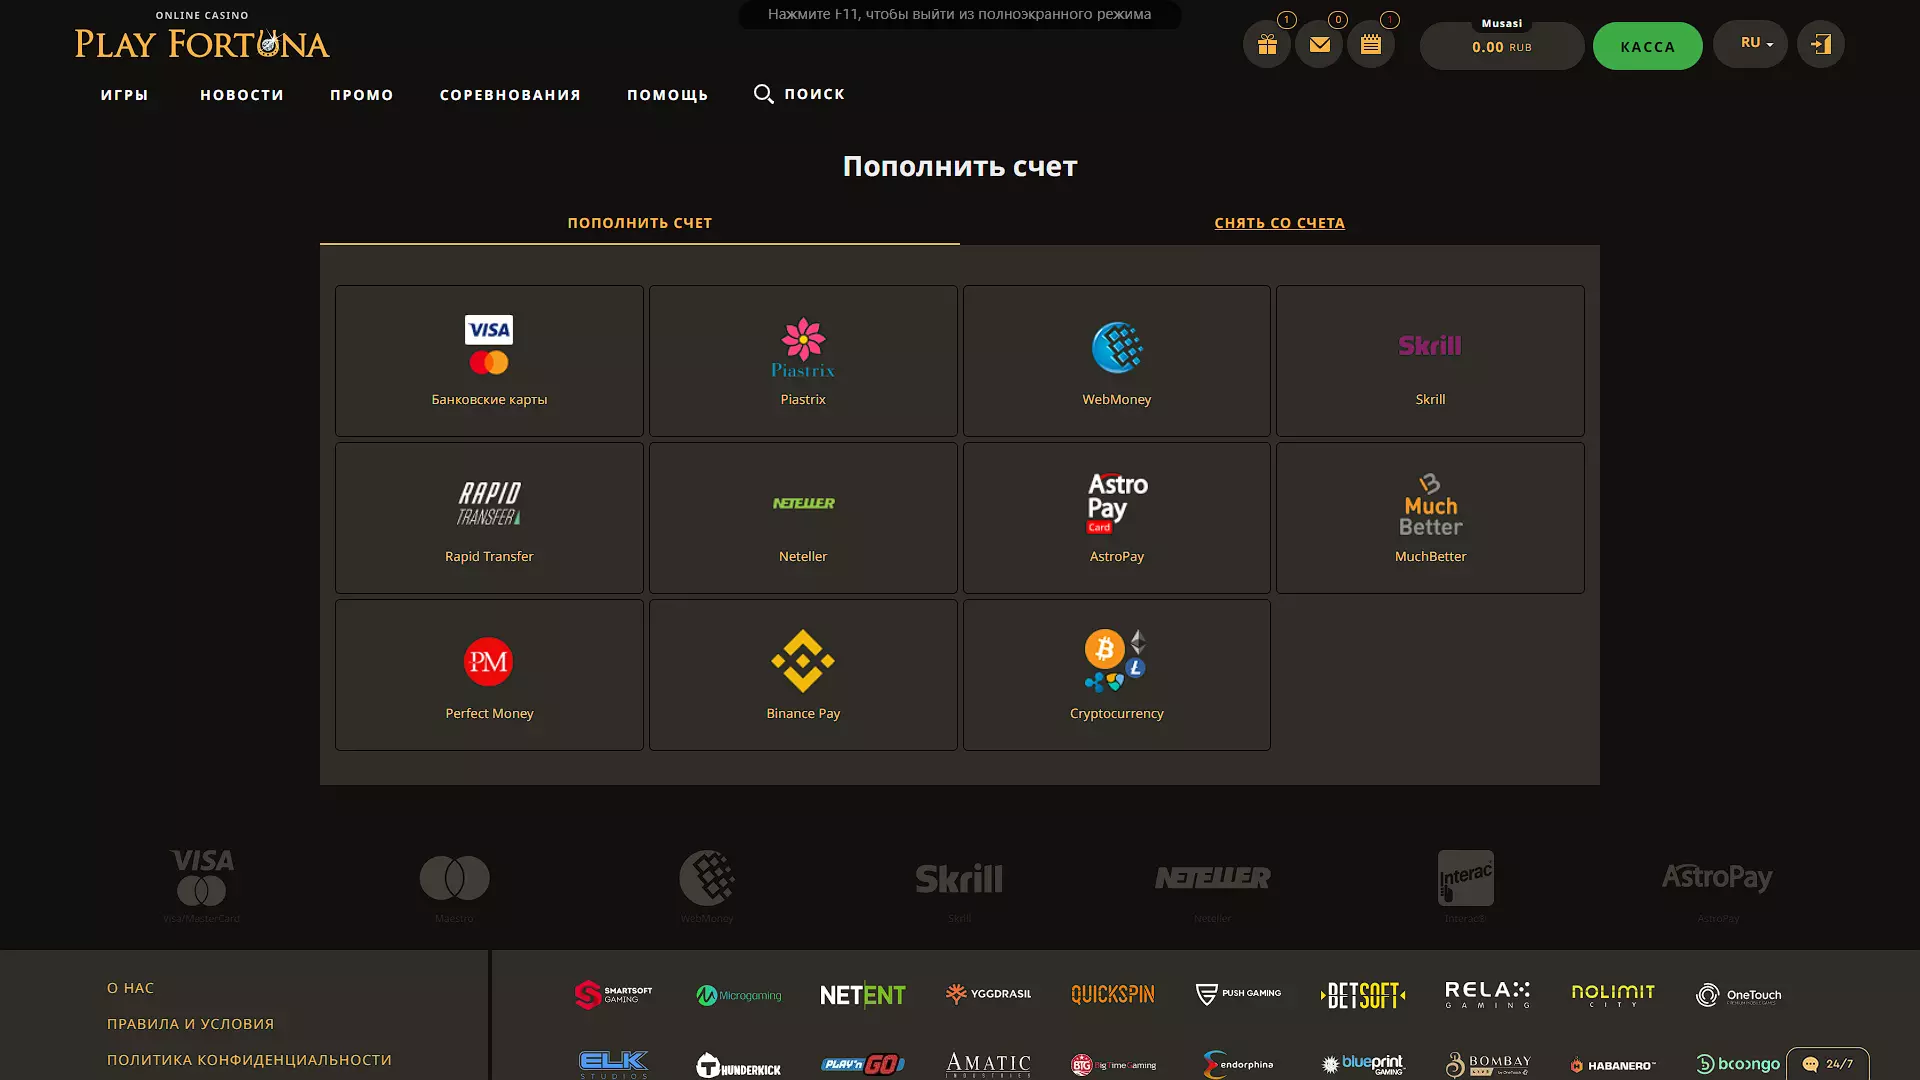 ONLINE CASINO
PLAY FORTUNA
Нажмите F11, чтобы выйти из полноэкранного режима
1
0
1
Musasi
0.00 RUB
КАССА
RU
ИГРЫ
НОВОСТИ
ПРОМО
СОРЕВНОВАНИЯ
ПОМОЩЬ
ПОИСК
Пополнить счет
ПОПОЛНИТЬ СЧЕТ
СНЯТЬ СО СЧЕТА
VISA
Банковские карты
Piastrix
Piastrix
WebMoney
Skrill
Skrill
RAPID
TRANSFER
Rapid Transfer
NETELLER
Neteller
Astro
Pay
Card
AstroPay
Much
Better
MuchBetter
PM
Perfect Money
Binance Pay
Cryptocurrency
VISA
Visa/MasterCard
Maestro
WebMoney
Skrill
Skrill
NETELLER
Neteller
Interac
Interac®
AstroPay
AstroPay
О НАС
ПРАВИЛА И УСЛОВИЯ
ПОЛИТИКА КОНФИДЕНЦИАЛЬНОСТИ
SMARTSOFT
GAMING
Microgaming
NETENT
YGGDRASIL
QUICKSPIN
PUSH GAMING
BETSOFT
RELAX
GAMING
NOLIMIT
CITY
OneTouch
ELK
STUDIOS
THUNDERKICK
PLAY'n GO
AMATIC
INDUSTRIES
BTG
Big Time Gaming
endorphina
blueprint
GAMING
BOMBAY
LIVE
HABANERO
booongo
24/7